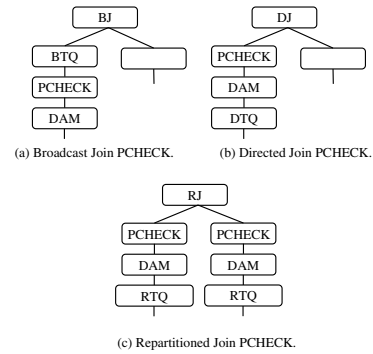 BJ
BTQ
PCHECK
DAM
(a) Broadcast Join PCHECK.
DJ
PCHECK
DAM
DTQ
(b) Directed Join PCHECK.
RJ
PCHECK PCHECK
DAM DAM
RTQ RTQ
(c) Repartitioned Join PCHECK.